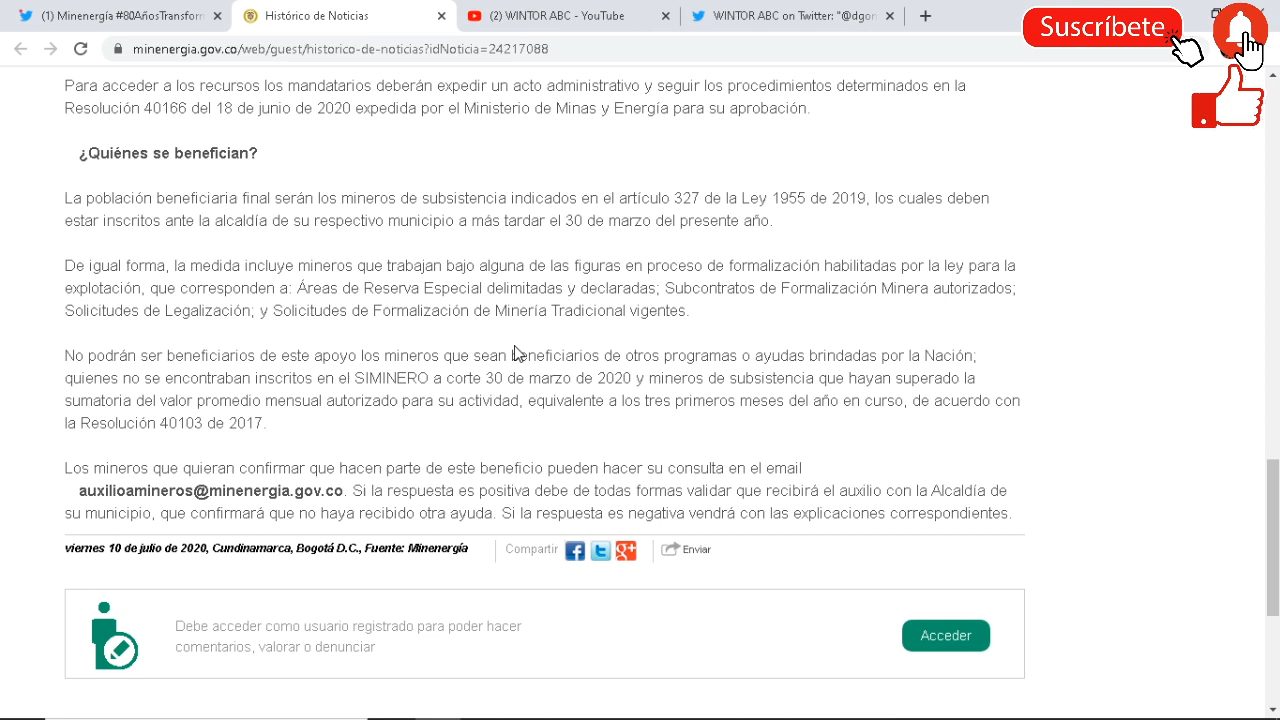 (1) Minenergía #80AñosTransform
Histórico de Noticias
(2) WINTOR ABC - YouTube
WINTOR ABC on Twitter: "@dgon
Suscríbete
minenergia.gov.co/web/guest/historico-de-noticias?idNoticia=24217088
Para acceder a los recursos los mandatarios deberán expedir un acto administrativo y seguir los procedimientos determinados en la
Resolución 40166 del 18 de junio de 2020 expedida por el Ministerio de Minas y Energía para su aprobación.
¿Quiénes se benefician?
La población beneficiaria final serán los mineros de subsistencia indicados en el artículo 327 de la Ley 1955 de 2019, los cuales deben
estar inscritos ante la alcaldía de su respectivo municipio a más tardar el 30 de marzo del presente año.
De igual forma, la medida incluye mineros que trabajan bajo alguna de las figuras en proceso de formalización habilitadas por la ley para la
explotación, que corresponden a: Áreas de Reserva Especial delimitadas y declaradas; Subcontratos de Formalización Minera autorizados;
Solicitudes de Legalización; y Solicitudes de Formalización de Minería Tradicional vigentes.
No podrán ser beneficiarios de este apoyo los mineros que sean beneficiarios de otros programas o ayudas brindadas por la Nación;
quienes no se encontraban inscritos en el SIMINERO a corte 30 de marzo de 2020 y mineros de subsistencia que hayan superado la
sumatoria del valor promedio mensual autorizado para su actividad, equivalente a los tres primeros meses del año en curso, de acuerdo con
la Resolución 40103 de 2017.
Los mineros que quieran confirmar que hacen parte de este beneficio pueden hacer su consulta en el email
auxilioamineros@minenergia.gov.co. Si la respuesta es positiva debe de todas formas validar que recibirá el auxilio con la Alcaldía de
su municipio, que confirmará que no haya recibido otra ayuda. Si la respuesta es negativa vendrá con las explicaciones correspondientes.
viernes 10 de julio de 2020, Cundinamarca, Bogotá D.C., Fuente: Minenergía
Compartir
Enviar
Debe acceder como usuario registrado para poder hacer
comentarios, valorar o denunciar
Acceder